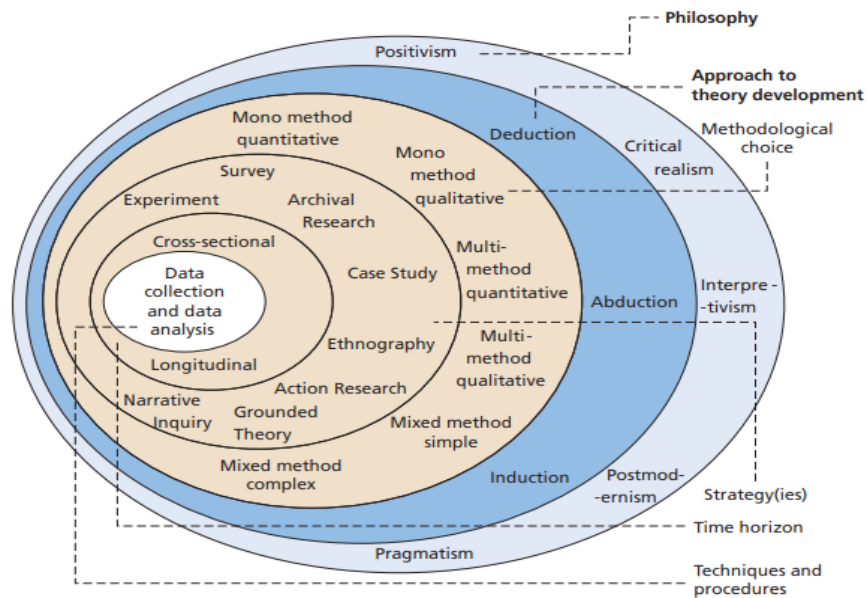 Philosophy
Positivism
Approach to
theory development
Mono method
quantitative
Deduction
Methodological
choice
Critical
realism
Mono
method
qualitative
Survey
Experiment
Archival
Research
Cross-sectional
Multi-
method
quantitative
Data
collection
and data
analysis
Case Study
Interpre -
-tivism
Abduction
Ethnography
Multi-
method
qualitative
Longitudinal
Action Research
Narrative
Inquiry
Grounded
Theory
Mixed method
simple
Mixed method
complex
Induction
Postmod-
-ernism
Strategy(ies)
Time horizon
Pragmatism
Techniques and
procedures